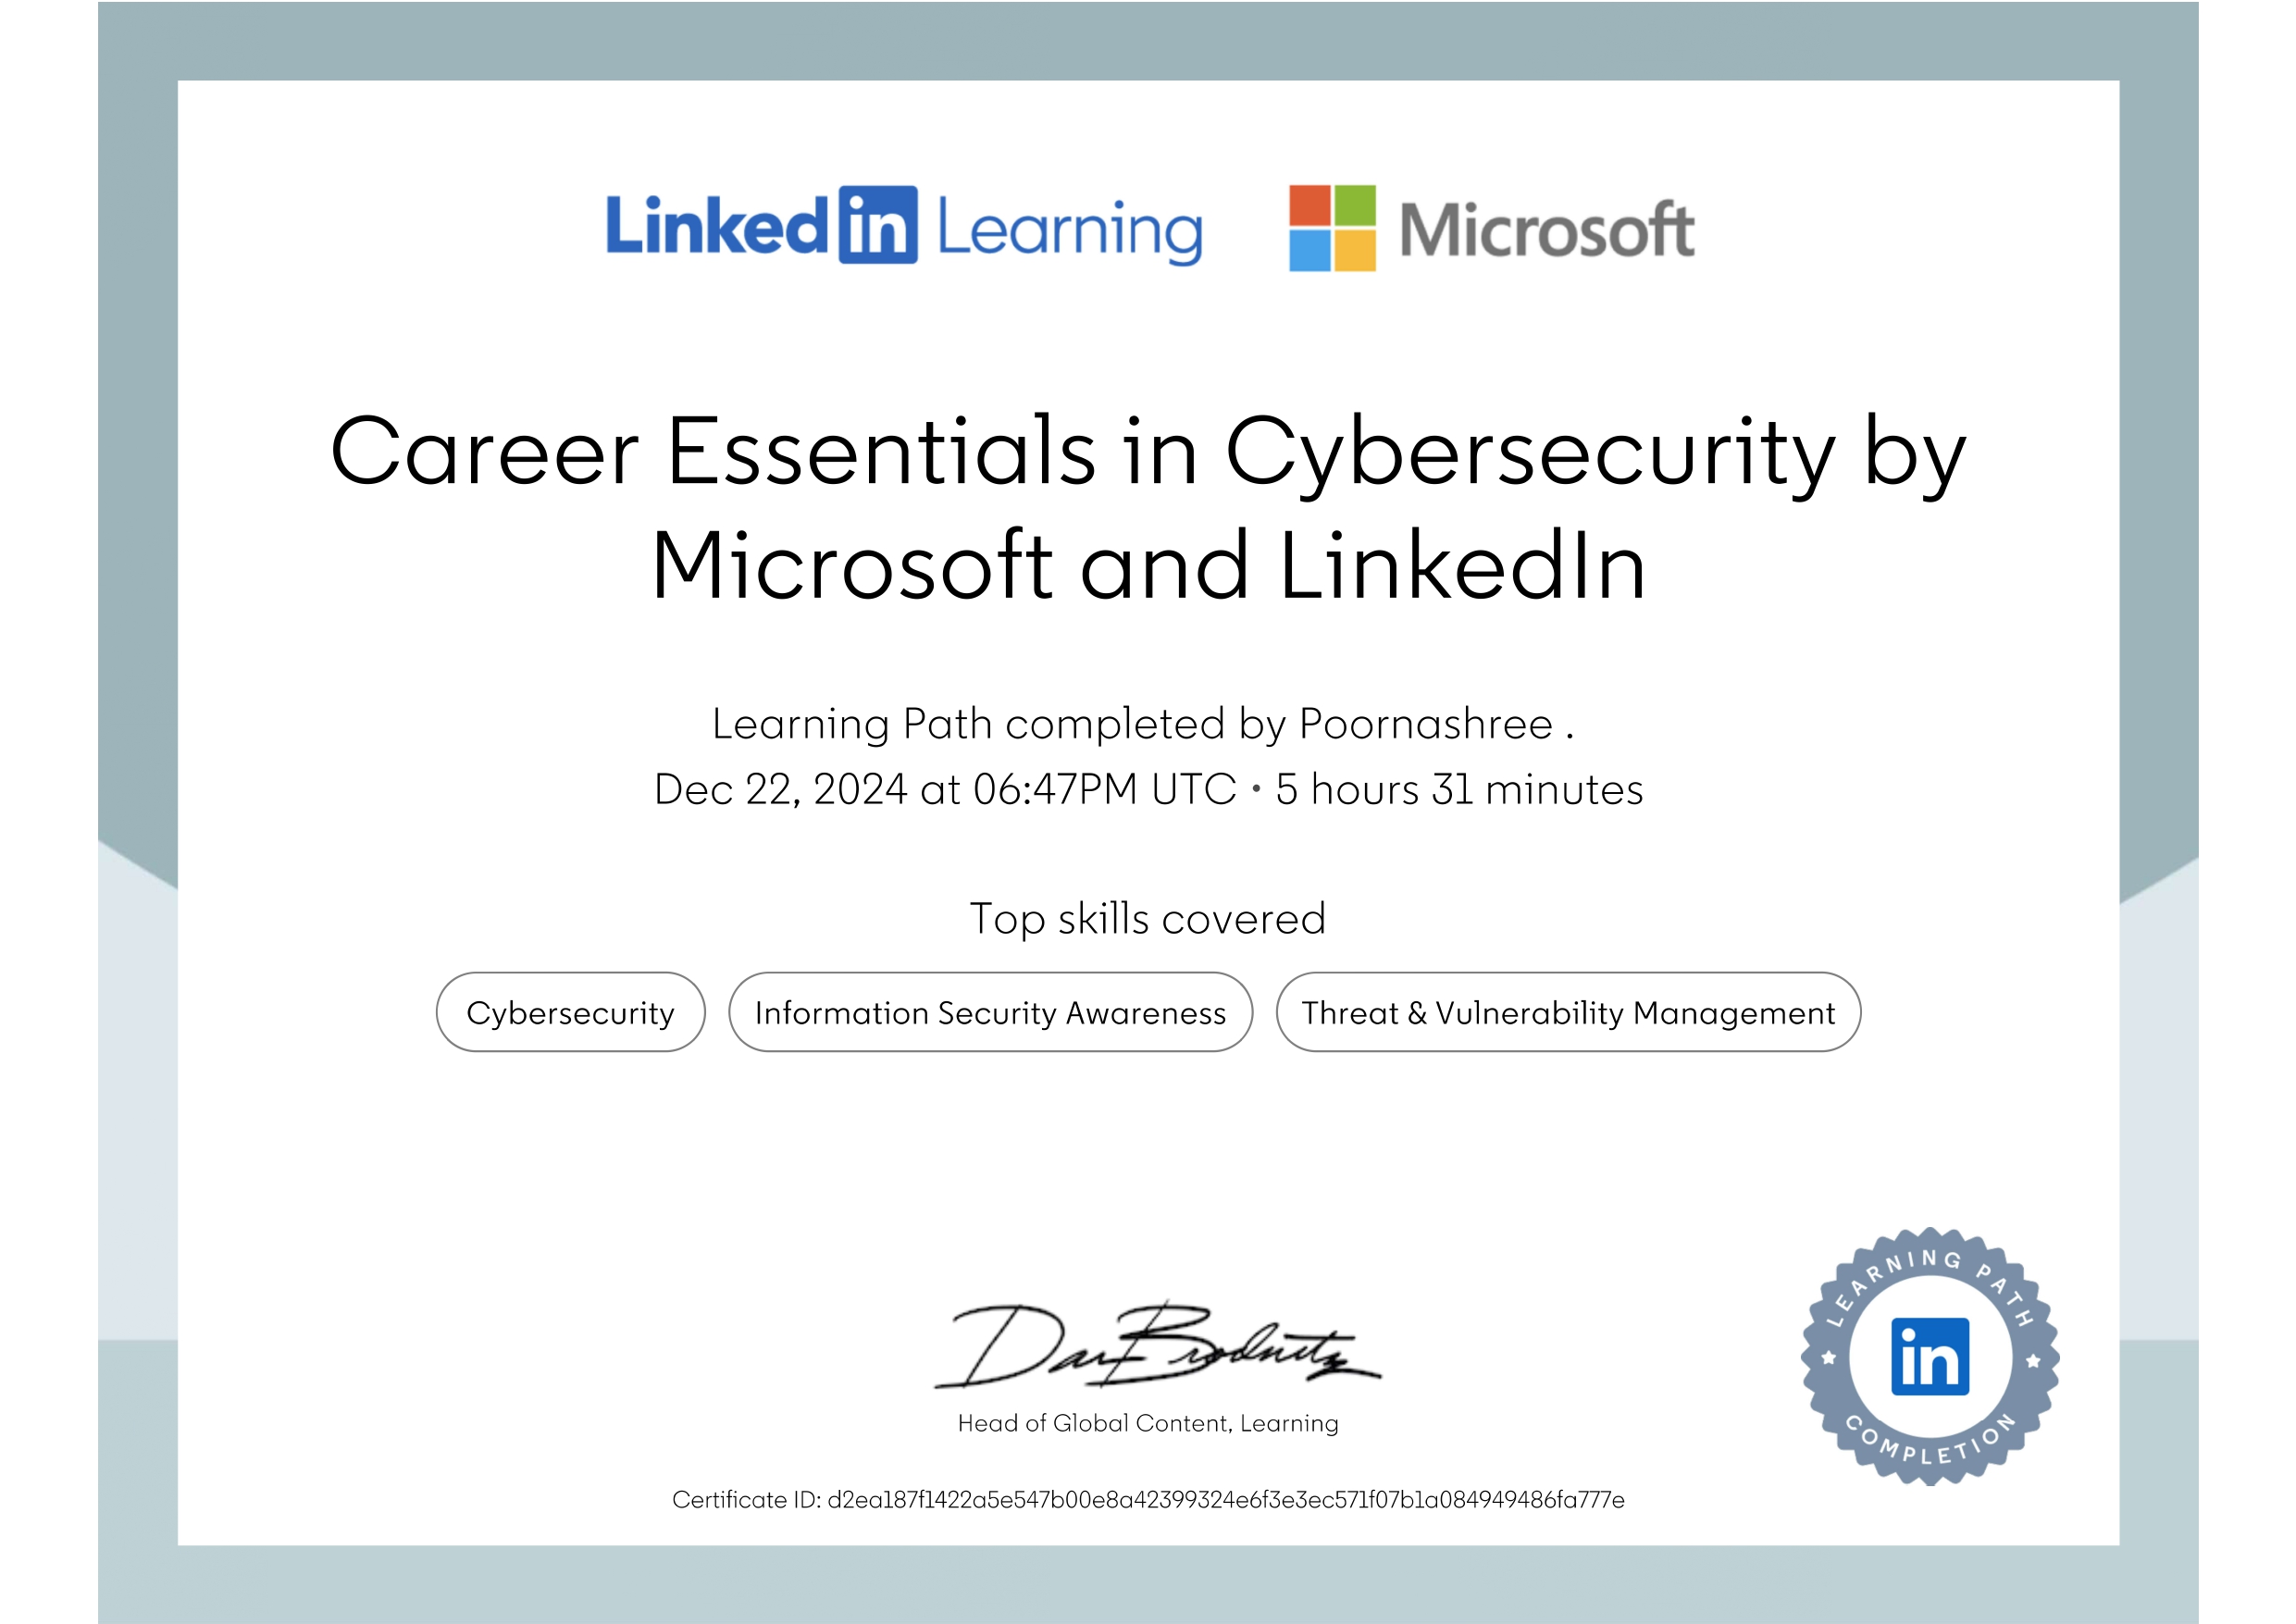 LinkedIn Learning Microsoft
Career Essentials in Cybersecurity by
Microsoft and LinkedIn
Learning Path completed by Poornashree .
Dec 22, 2024 at 06:47PM UTC • 5 hours 31 minutes
Top skills covered
Cybersecurity Information Security Awareness Threat & Vulnerability Management
Dan Brodnitz
Head of Global Content, Learning
LEARNING PATH
in
COMPLETION
Certificate ID: d2ea187f1422a5e547b00e8a42399324e6f3e3ec571f07b1a084949486fa777e